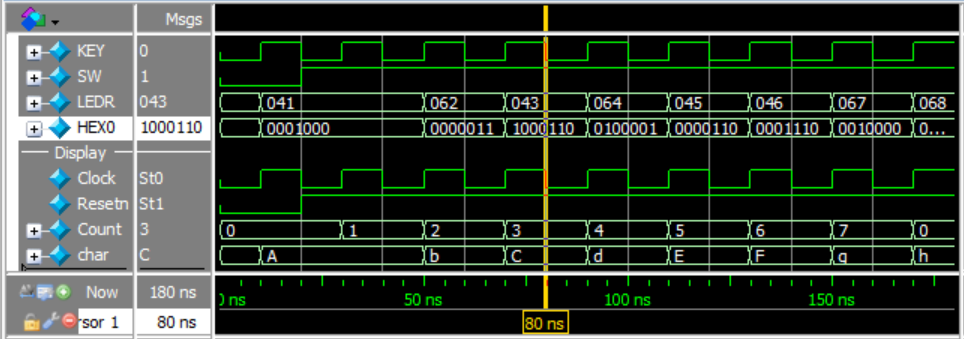 Msgs
KEY 0
SW 1
LEDR 043 041 062 043 064 045 046 067 068
HEX0 1000110 0001000 0000011 1000110 0100001 0000110 0001110 0010000 0...
Display
Clock St0
Resetn St1
Count 3 0 1 2 3 4 5 6 7 0
char C A b C d E F g h
Now 180 ns ns 50 ns 100 ns 150 ns
sor 1 80 ns 80 ns